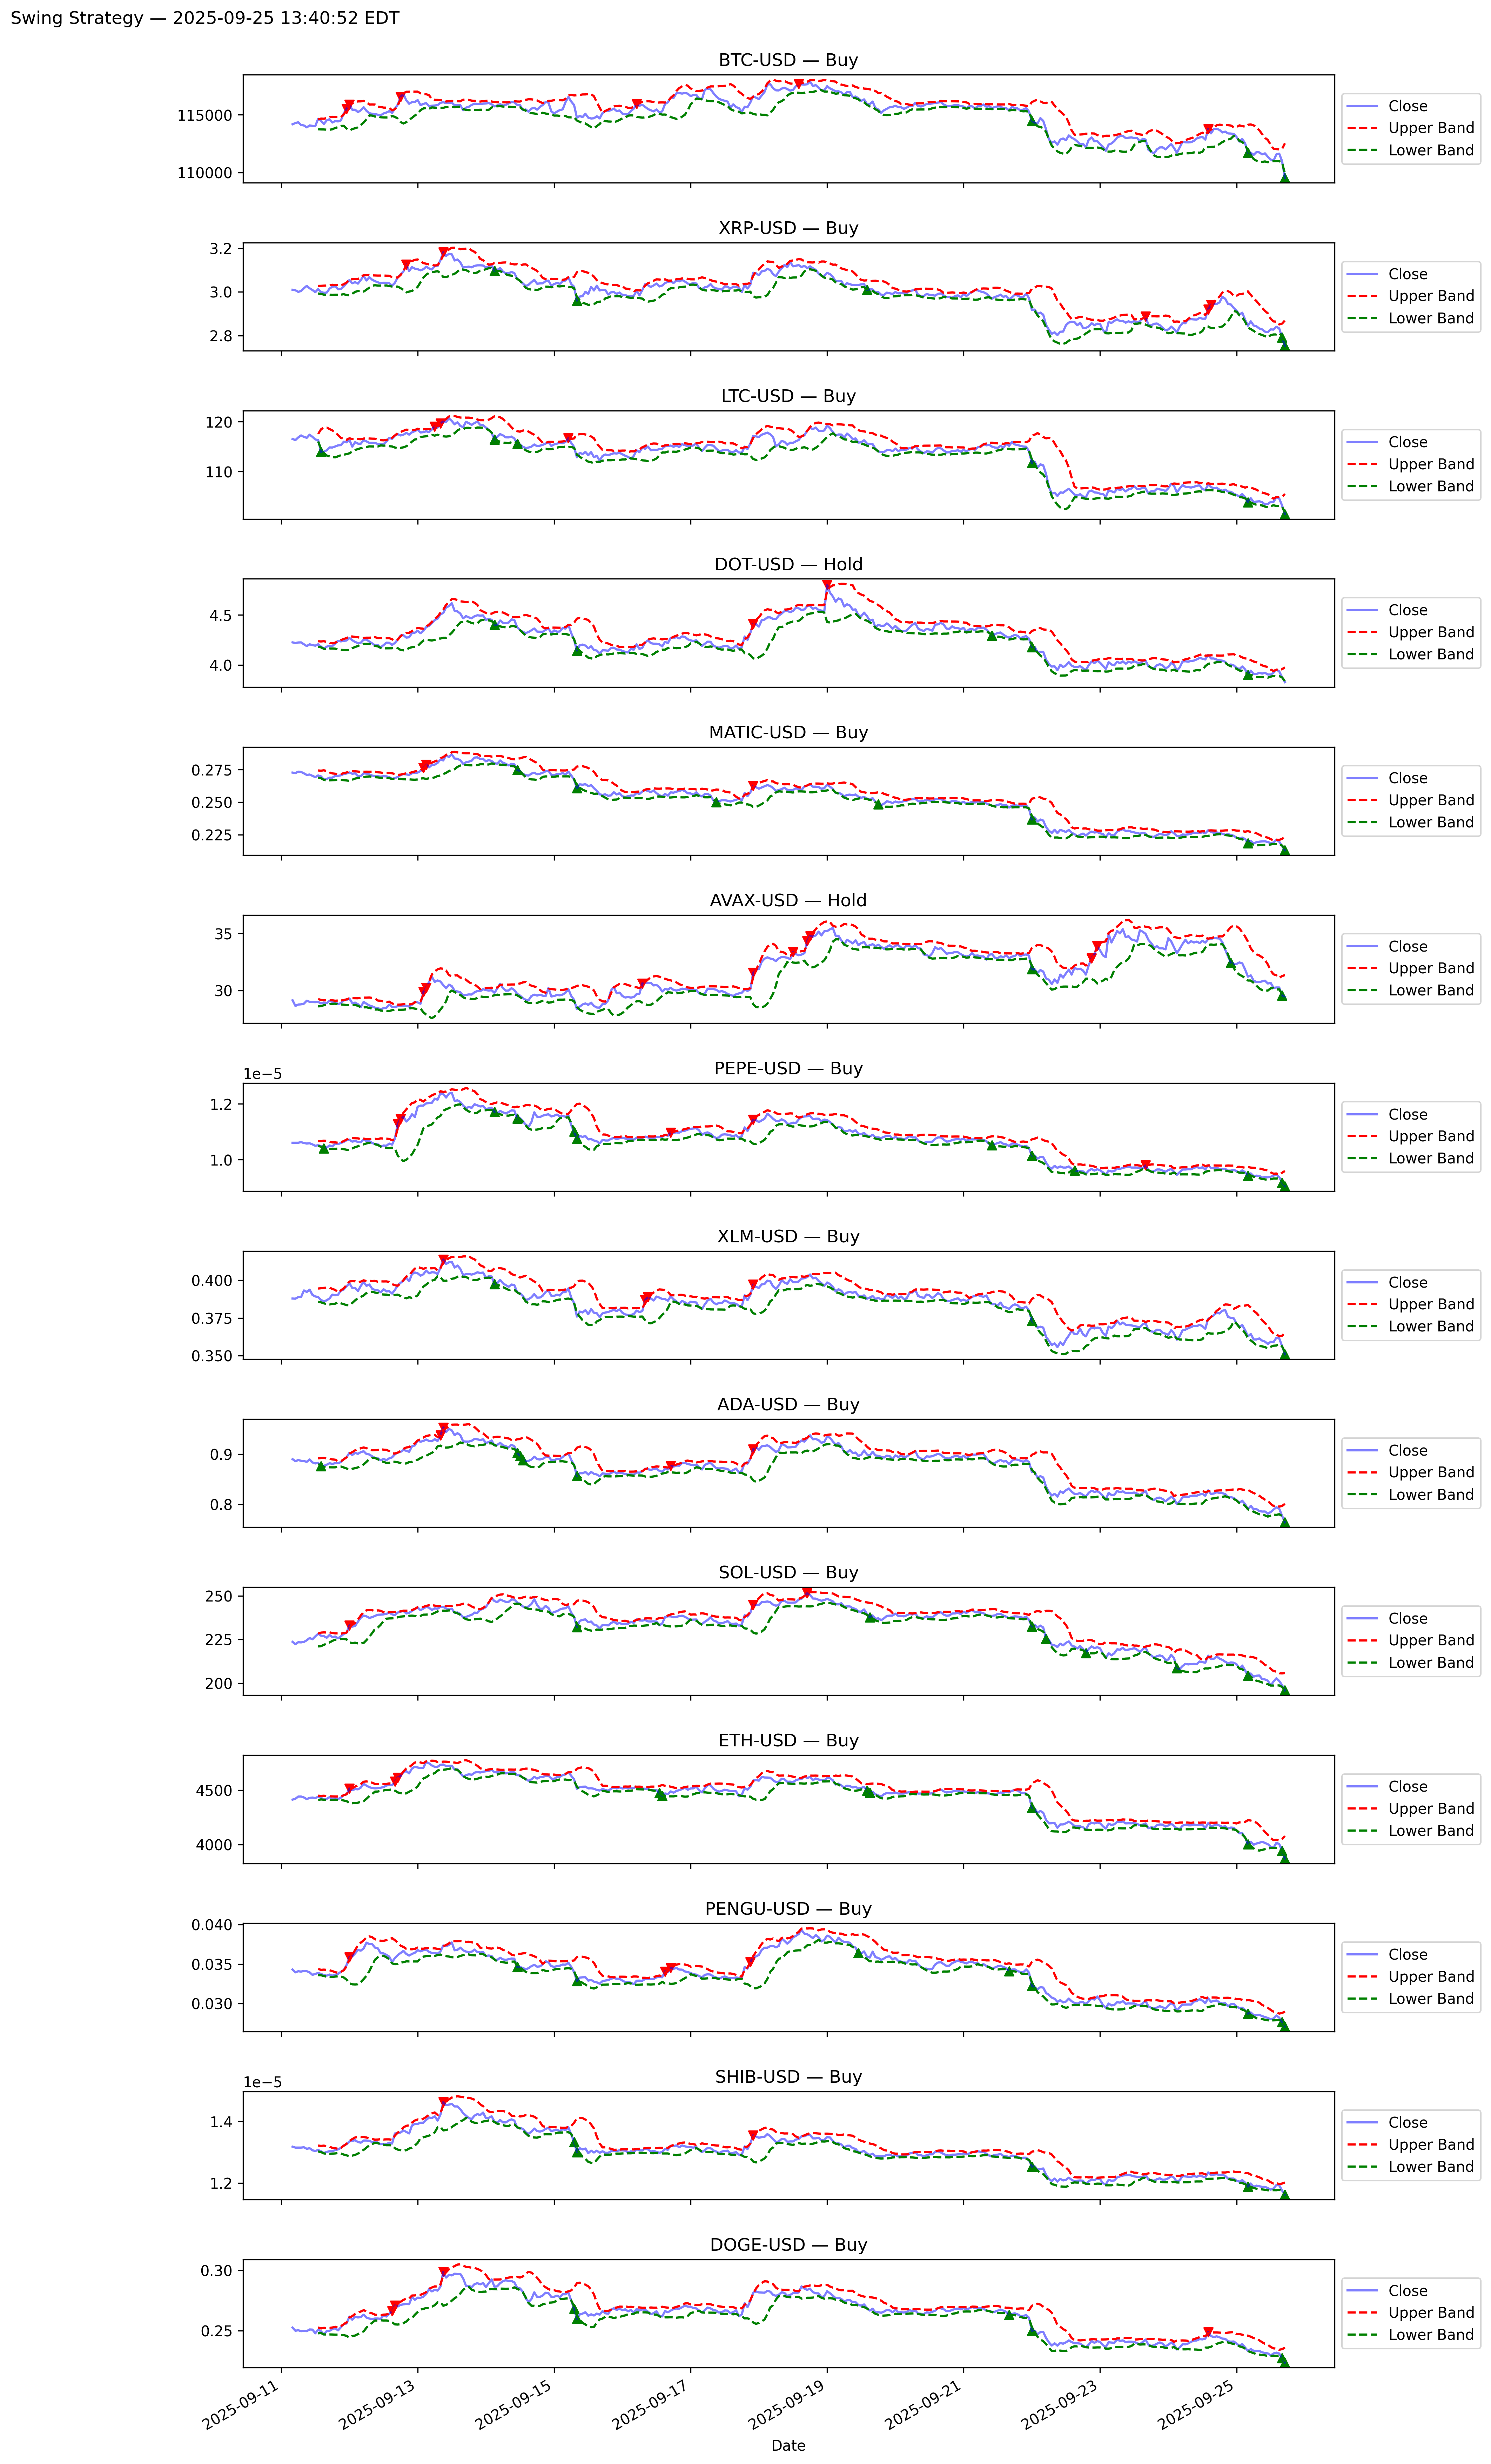 Swing Strategy — 2025-09-25 13:40:52 EDT
BTC-USD — Buy
115000
110000
Close
Upper Band
Lower Band
XRP-USD — Buy
3.2
3.0
2.8
Close
Upper Band
Lower Band
LTC-USD — Buy
120
110
Close
Upper Band
Lower Band
DOT-USD — Hold
4.5
4.0
Close
Upper Band
Lower Band
MATIC-USD — Buy
0.275
0.250
0.225
Close
Upper Band
Lower Band
AVAX-USD — Hold
35
30
Close
Upper Band
Lower Band
PEPE-USD — Buy
1e−5
1.2
1.0
Close
Upper Band
Lower Band
XLM-USD — Buy
0.400
0.375
0.350
Close
Upper Band
Lower Band
ADA-USD — Buy
0.9
0.8
Close
Upper Band
Lower Band
SOL-USD — Buy
250
225
200
Close
Upper Band
Lower Band
ETH-USD — Buy
4500
4000
Close
Upper Band
Lower Band
PENGU-USD — Buy
0.040
0.035
0.030
Close
Upper Band
Lower Band
SHIB-USD — Buy
1e−5
1.4
1.2
Close
Upper Band
Lower Band
DOGE-USD — Buy
0.30
0.25
Close
Upper Band
Lower Band
2025-09-11
2025-09-13
2025-09-15
2025-09-17
2025-09-19
2025-09-21
2025-09-23
2025-09-25
Date